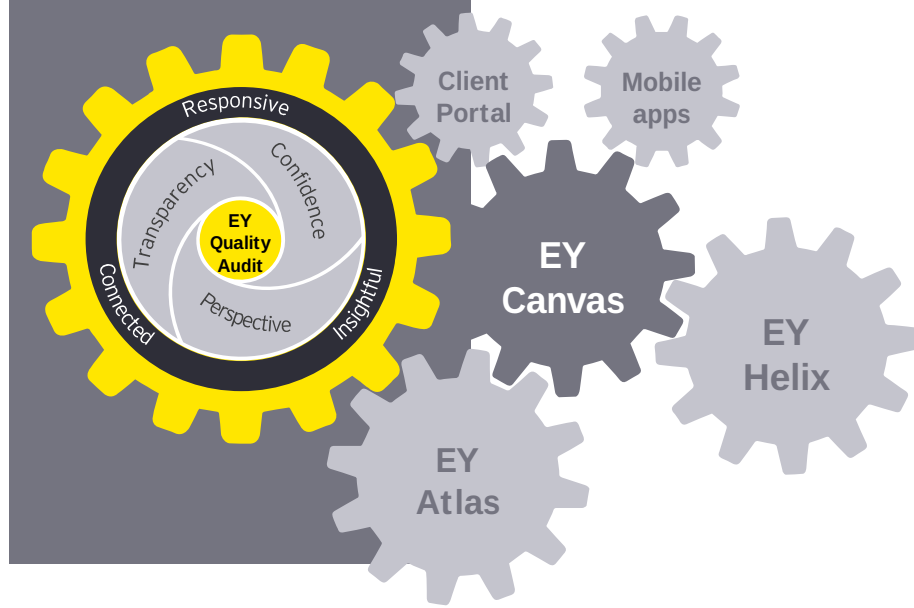 Responsive
Connected
Insightful
Transparency
Confidence
Perspective
EY
Quality
Audit
Client
Portal
Mobile
apps
EY
Canvas
EY
Helix
EY
Atlas